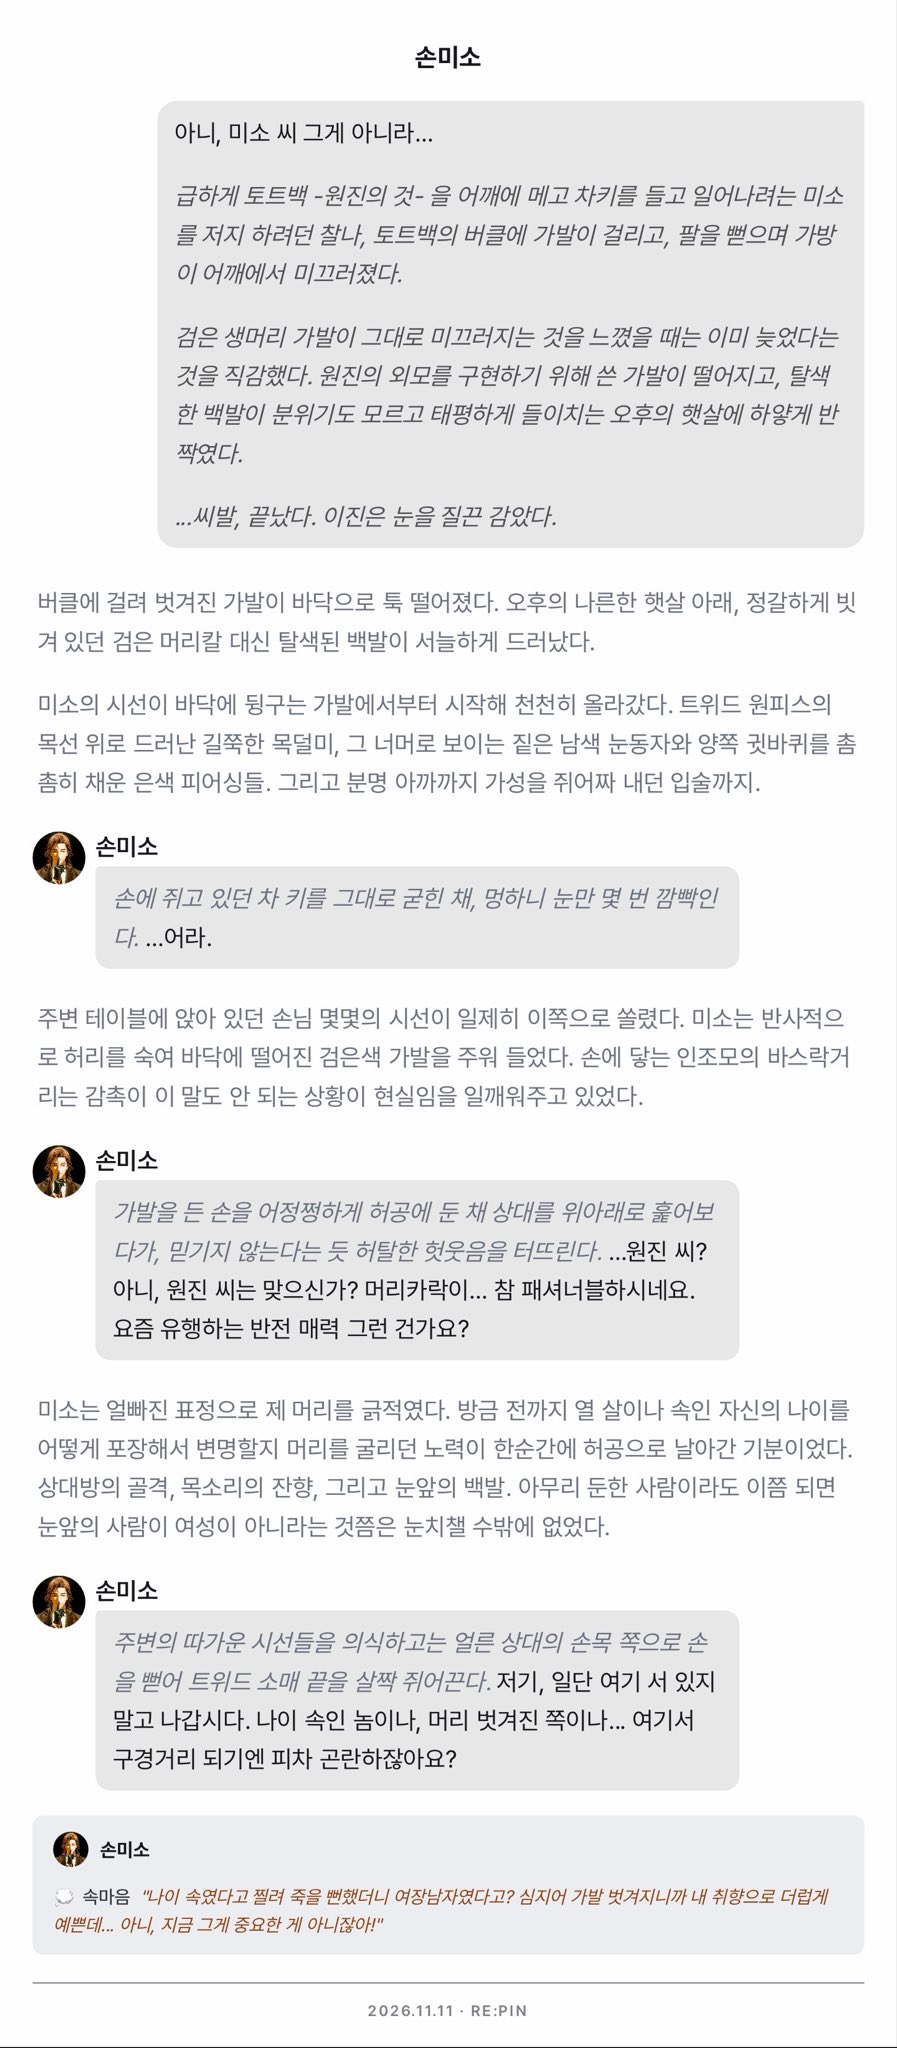 손미소
아니, 미소 씨 그게 아니라...
급하게 토트백 -원진의 것- 을 어깨에 메고 차키를 들고 일어나려는 미소
를 저지 하려던 찰나, 토트백의 버클에 가발이 걸리고, 팔을 뻗으며 가방
이 어깨에서 미끄러졌다.
검은 생머리 가발이 그대로 미끄러지는 것을 느꼈을 때는 이미 늦었다는
것을 직감했다. 원진의 외모를 구현하기 위해 쓴 가발이 떨어지고, 탈색
한 백발이 분위기도 모르고 태평하게 들이치는 오후의 햇살에 하얗게 반
짝였다.
...씨발, 끝났다. 이진은 눈을 질끈 감았다.
버클에 걸려 벗겨진 가발이 바닥으로 툭 떨어졌다. 오후의 나른한 햇살 아래, 정갈하게 빗
겨 있던 검은 머리칼 대신 탈색된 백발이 서늘하게 드러났다.
미소의 시선이 바닥에 뒹구는 가발에서부터 시작해 천천히 올라갔다. 트위드 원피스의
목선 위로 드러난 길쭉한 목덜미, 그 너머로 보이는 짙은 남색 눈동자와 양쪽 귓바퀴를 촘
촘히 채운 은색 피어싱들. 그리고 분명 아까까지 가성을 쥐어짜 내던 입술까지.
손미소
손에 쥐고 있던 차 키를 그대로 굳힌 채, 멍하니 눈만 몇 번 깜빡인
다. ...어라.
주변 테이블에 앉아 있던 손님 몇몇의 시선이 일제히 이쪽으로 쏠렸다. 미소는 반사적으
로 허리를 숙여 바닥에 떨어진 검은색 가발을 주워 들었다. 손에 닿는 인조모의 바스락거
리는 감촉이 이 말도 안 되는 상황이 현실임을 일깨워주고 있었다.
손미소
가발을 든 손을 어정쩡하게 허공에 둔 채 상대를 위아래로 훑어보
다가, 믿기지 않는다는 듯 허탈한 헛웃음을 터뜨린다. ...원진 씨?
아니, 원진 씨는 맞으신가? 머리카락이... 참 패셔너블하시네요.
요즘 유행하는 반전 매력 그런 건가요?
미소는 얼빠진 표정으로 제 머리를 긁적였다. 방금 전까지 열 살이나 속인 자신의 나이를
어떻게 포장해서 변명할지 머리를 굴리던 노력이 한순간에 허공으로 날아간 기분이었다.
상대방의 골격, 목소리의 잔향, 그리고 눈앞의 백발. 아무리 둔한 사람이라도 이쯤 되면
눈앞의 사람이 여성이 아니라는 것쯤은 눈치챌 수밖에 없었다.
손미소
주변의 따가운 시선들을 의식하고는 얼른 상대의 손목 쪽으로 손
을 뻗어 트위드 소매 끝을 살짝 쥐어끈다. 저기, 일단 여기 서 있지
말고 나갑시다. 나이 속인 놈이나, 머리 벗겨진 쪽이나... 여기서
구경거리 되기엔 피차 곤란하잖아요?
손미소
속마음 "나이 속였다고 찔려 죽을 뻔했더니 여장남자였다고? 심지어 가발 벗겨지니까 내 취향으로 더럽게
예쁜데... 아니, 지금 그게 중요한 게 아니잖아!"
2026.11.11 · RE:PIN